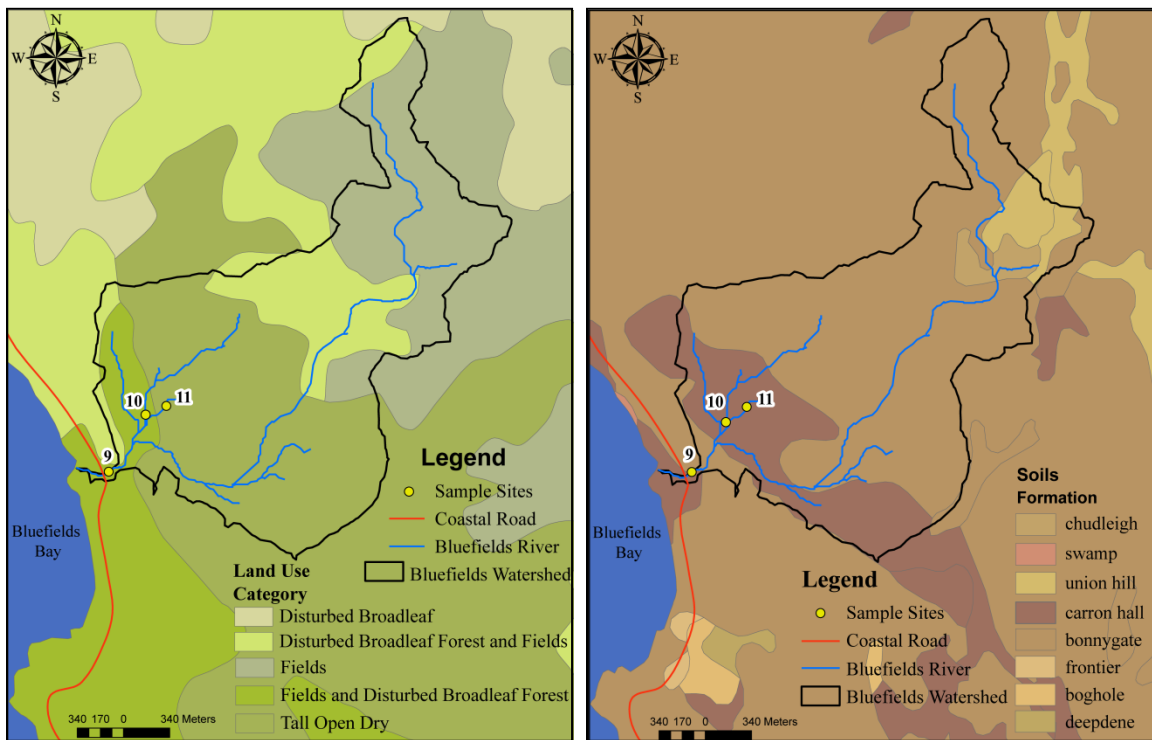 N
W E
S
10
11
9
Bluefields
Bay
Legend
Sample Sites
Coastal Road
Bluefields River
Bluefields Watershed
Land Use
Category
Disturbed Broadleaf
Disturbed Broadleaf Forest and Fields
Fields
Fields and Disturbed Broadleaf Forest
Tall Open Dry
340 170 0 340 Meters
N
W E
S
10
11
9
Bluefields
Bay
Legend
Sample Sites
Coastal Road
Bluefields River
Bluefields Watershed
Soils
Formation
chudleigh
swamp
union hill
carron hall
bonnygate
frontier
boghole
deepdene
340 170 0 340 Meters